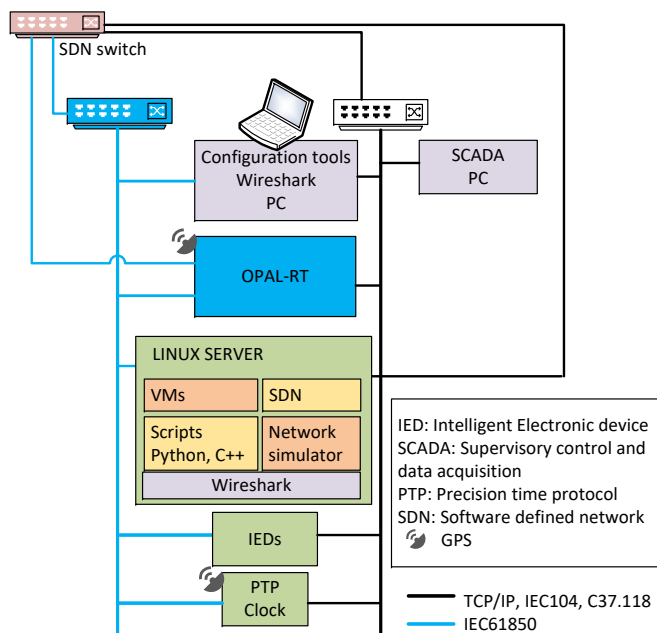 SDN switch
Configuration tools
Wireshark
PC
SCADA
PC
OPAL-RT
LINUX SERVER
VMs
SDN
Scripts
Python, C++
Network
simulator
Wireshark
IEDs
PTP
Clock
IED: Intelligent Electronic device
SCADA: Supervisory control and
data acquisition
PTP: Precision time protocol
SDN: Software defined network
GPS
TCP/IP, IEC104, C37.118
IEC61850